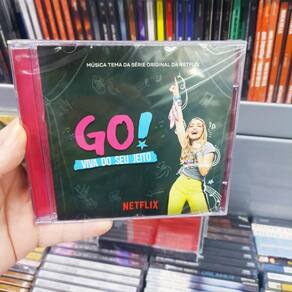 MÚSICA TEMA DA SÉRIE ORIGINAL DA NETFLIX
GO!
VIVA DO SEU JEITO
NETFLIX